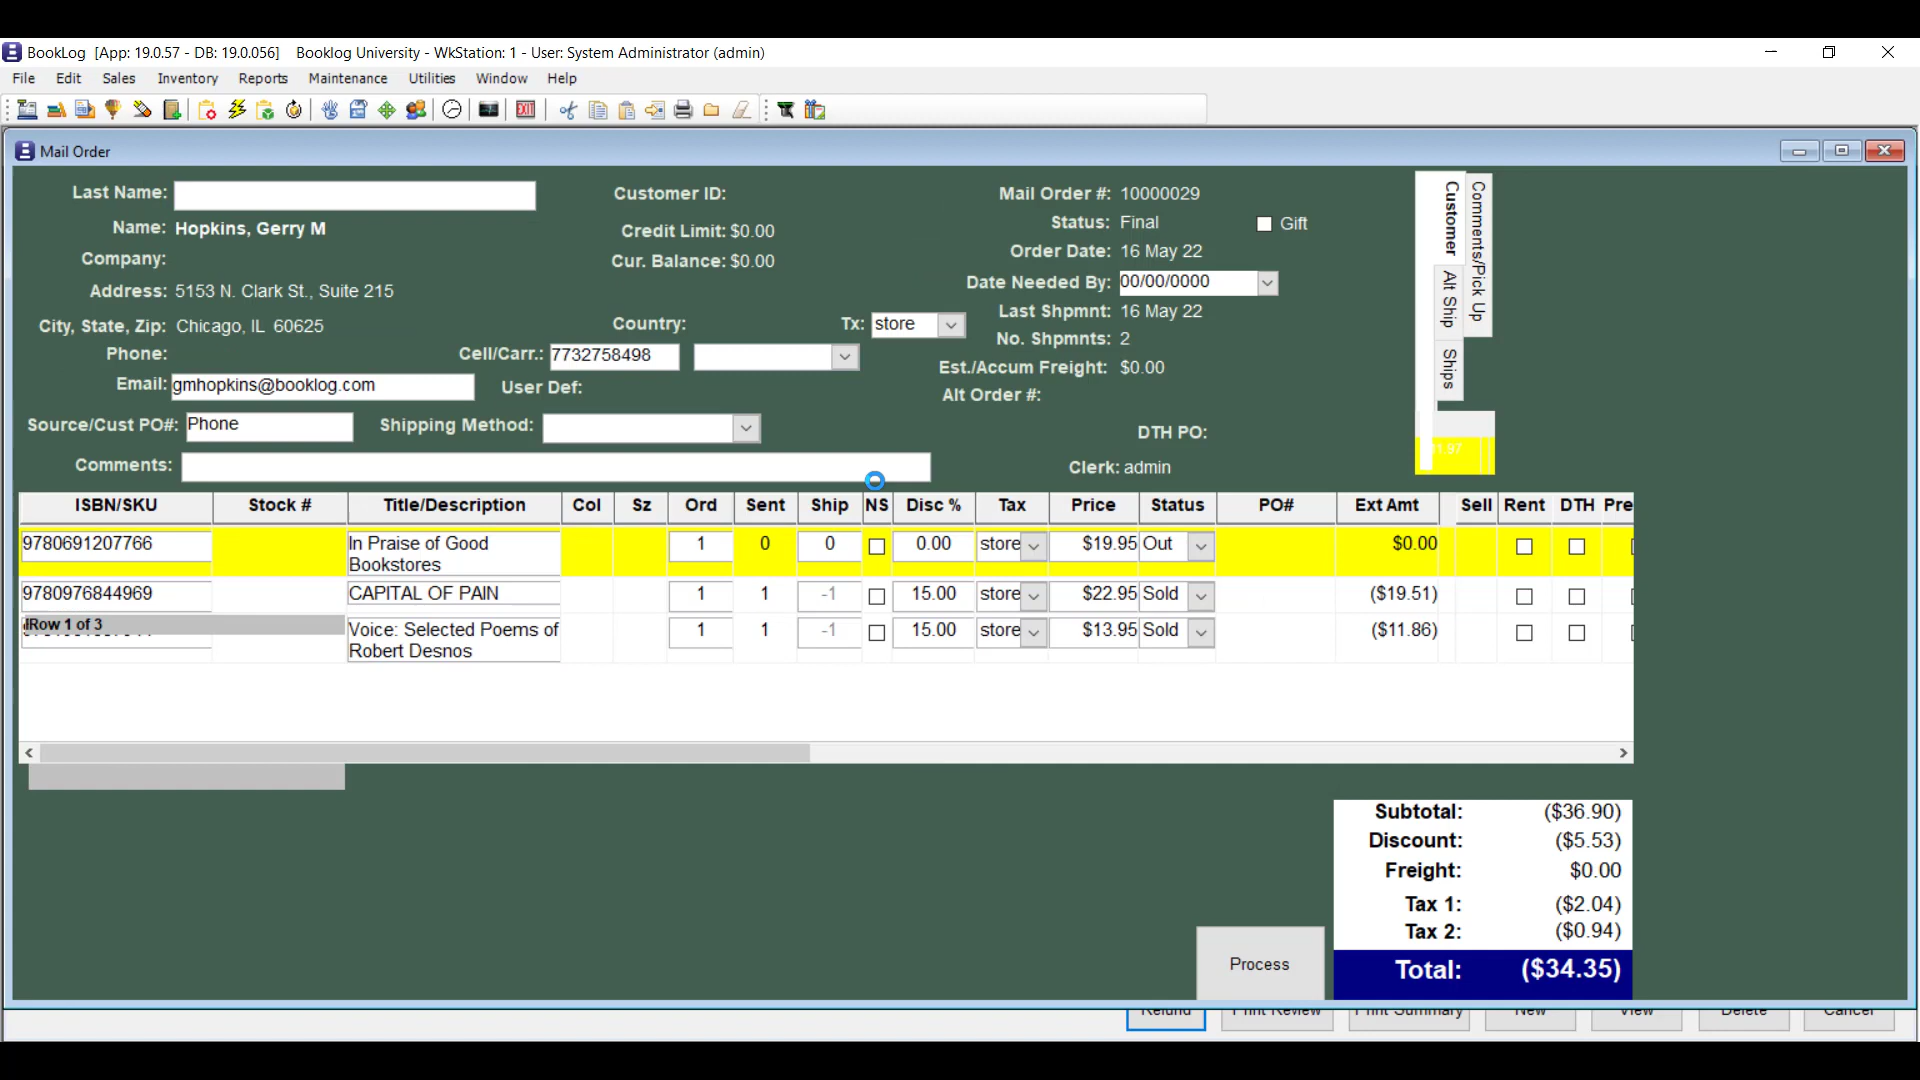 BookLog [App: 19.0.57 - DB: 19.0.056] Booklog University - WkStation: 1 - User: System Administrator (admin)
File Edit Sales Inventory Reports Maintenance Utilities Window Help
EXIT
Mail Order
Last Name:
Name: Hopkins, Gerry M
Company:
Address: 5153 N. Clark St., Suite 215
City, State, Zip: Chicago, IL 60625
Phone:
Email: gmhopkins@booklog.com
Source/Cust PO#: Phone
Comments:
Customer ID:
Credit Limit: $0.00
Cur. Balance: $0.00
Country: Tx: store
Cell/Carr.: 7732758498
User Def:
Shipping Method:
Mail Order #: 10000029
Status: Final Gift
Order Date: 16 May 22
Date Needed By: 00/00/0000
Last Shpmnt: 16 May 22
No. Shpmnts: 2
Est./Accum Freight: $0.00
Alt Order #:
DTH PO:
Clerk: admin
Customer
Alt Ship
Ships
Comments/Pick Up
ISBN/SKU Stock # Title/Description Col Sz Ord Sent Ship NS Disc % Tax Price Status PO# Ext Amt Sell Rent DTH Pre
9780691207766 In Praise of Good Bookstores 1 0 0 0.00 store $19.95 Out $0.00
9780976844969 CAPITAL OF PAIN 1 1 -1 15.00 store $22.95 Sold ($19.51)
Row 1 of 3 Voice: Selected Poems of Robert Desnos 1 1 -1 15.00 store $13.95 Sold ($11.86)
Subtotal: ($36.90)
Discount: ($5.53)
Freight: $0.00
Tax 1: ($2.04)
Tax 2: ($0.94)
Total: ($34.35)
Process
Refund Print Review Print Summary New View Delete Cancel